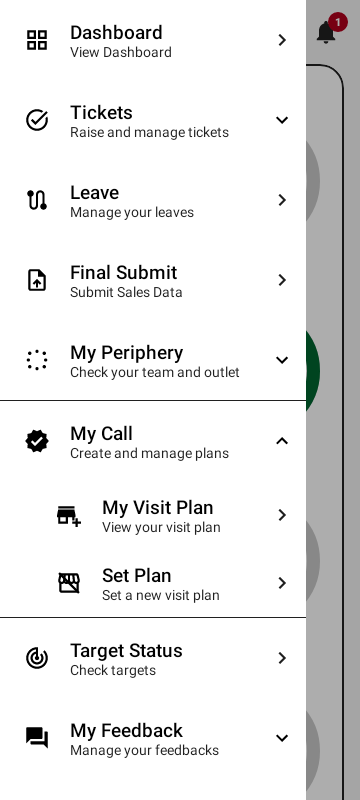 Dashboard
View Dashboard
1
Tickets
Raise and manage tickets
Leave
Manage your leaves
Final Submit
Submit Sales Data
My Periphery
Check your team and outlet
My Call
Create and manage plans
My Visit Plan
View your visit plan
Set Plan
Set a new visit plan
Target Status
Check targets
My Feedback
Manage your feedbacks